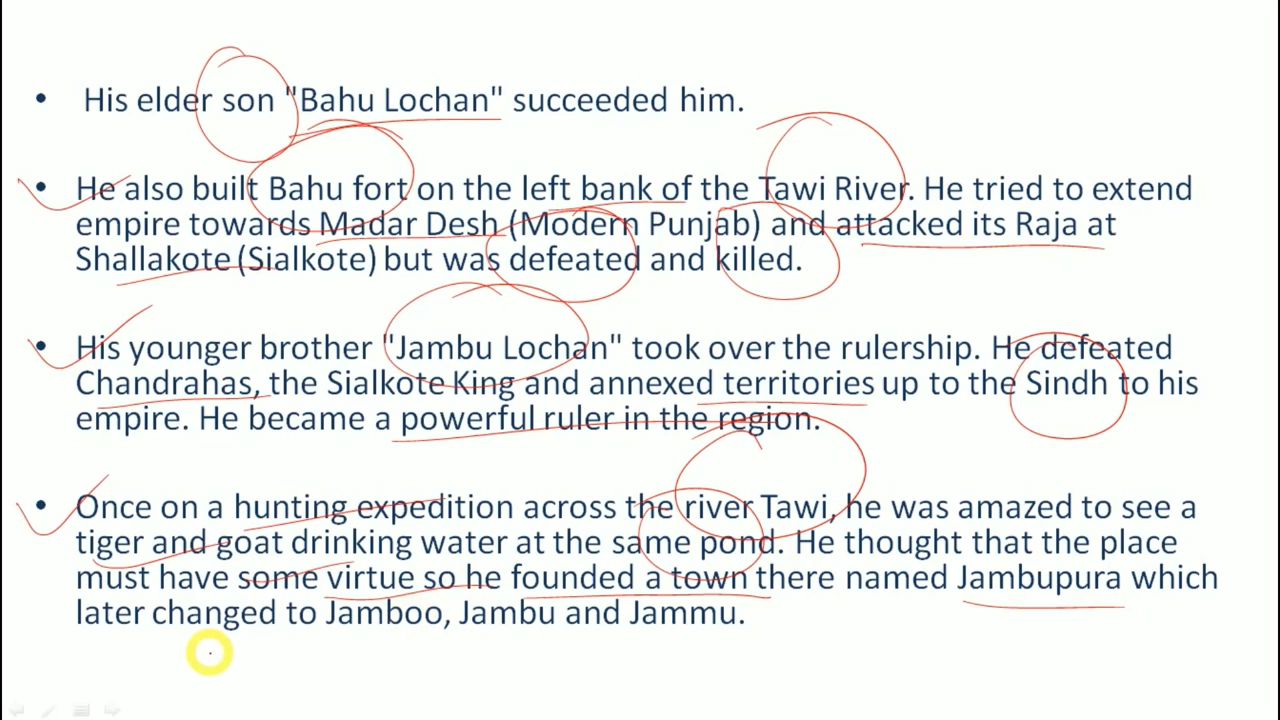 • His elder son "Bahu Lochan" succeeded him.
• He also built Bahu fort on the left bank of the Tawi River. He tried to extend
empire towards Madar Desh (Modern Punjab) and attacked its Raja at
Shallakote (Sialkote) but was defeated and killed.
• His younger brother "Jambu Lochan" took over the rulership. He defeated
Chandrahas, the Sialkote King and annexed territories up to the Sindh to his
empire. He became a powerful ruler in the region.
• Once on a hunting expedition across the river Tawi, he was amazed to see a
tiger and goat drinking water at the same pond. He thought that the place
must have some virtue so he founded a town there named Jambupura which
later changed to Jamboo, Jambu and Jammu.